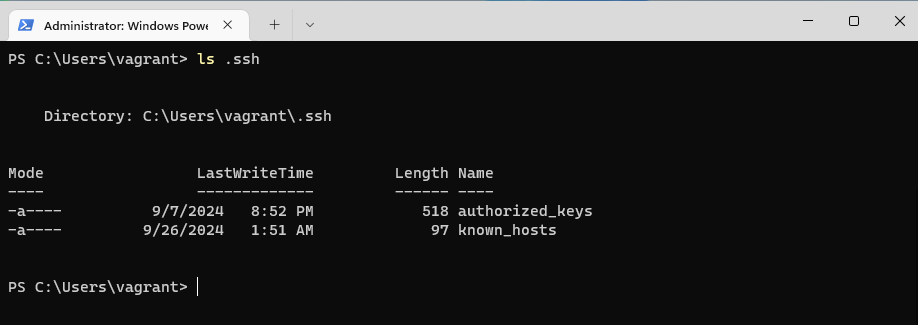 Administrator: Windows Powe
PS C:\Users\vagrant> ls .ssh
Directory: C:\Users\vagrant\.ssh
Mode                 LastWriteTime         Length Name
----                 -------------         ------ ----
-a----          9/7/2024   8:52 PM            518 authorized_keys
-a----         9/26/2024   1:51 AM             97 known_hosts
PS C:\Users\vagrant>